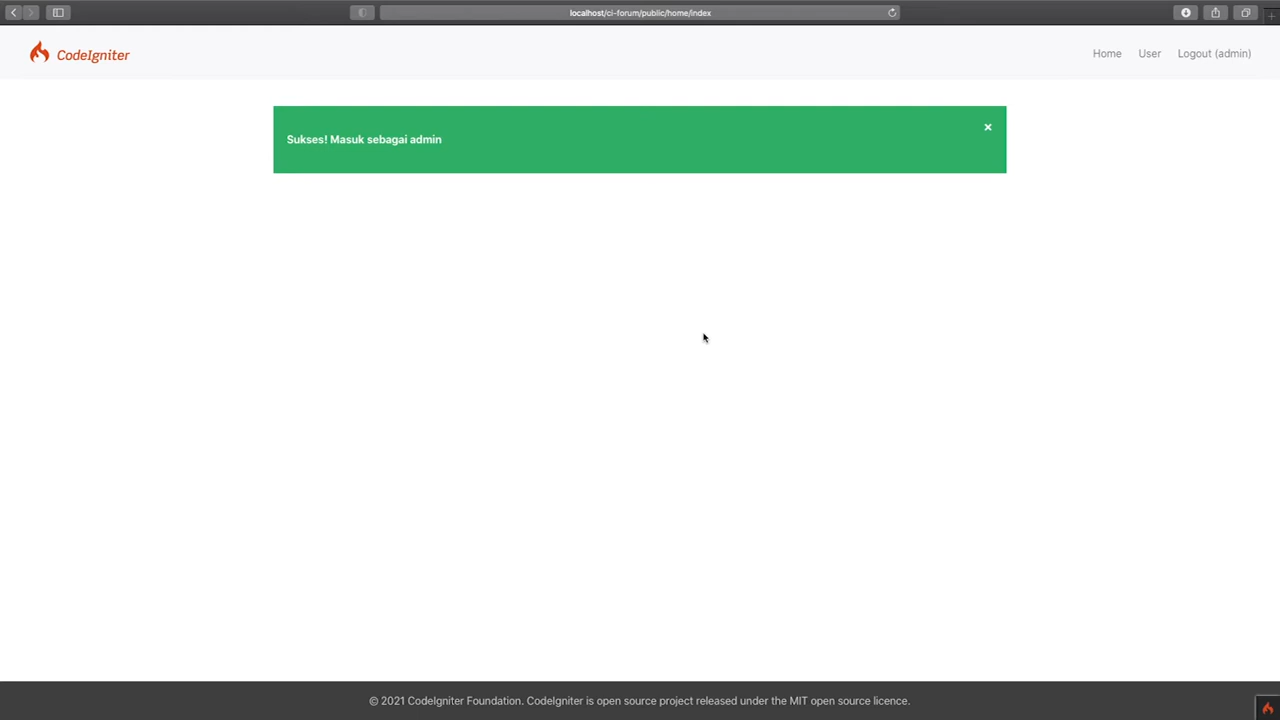 localhost/ci-forum/public/home/index
CodeIgniter
Home User Logout (admin)
Sukses! Masuk sebagai admin
© 2021 CodeIgniter Foundation. CodeIgniter is open source project released under the MIT open source licence.